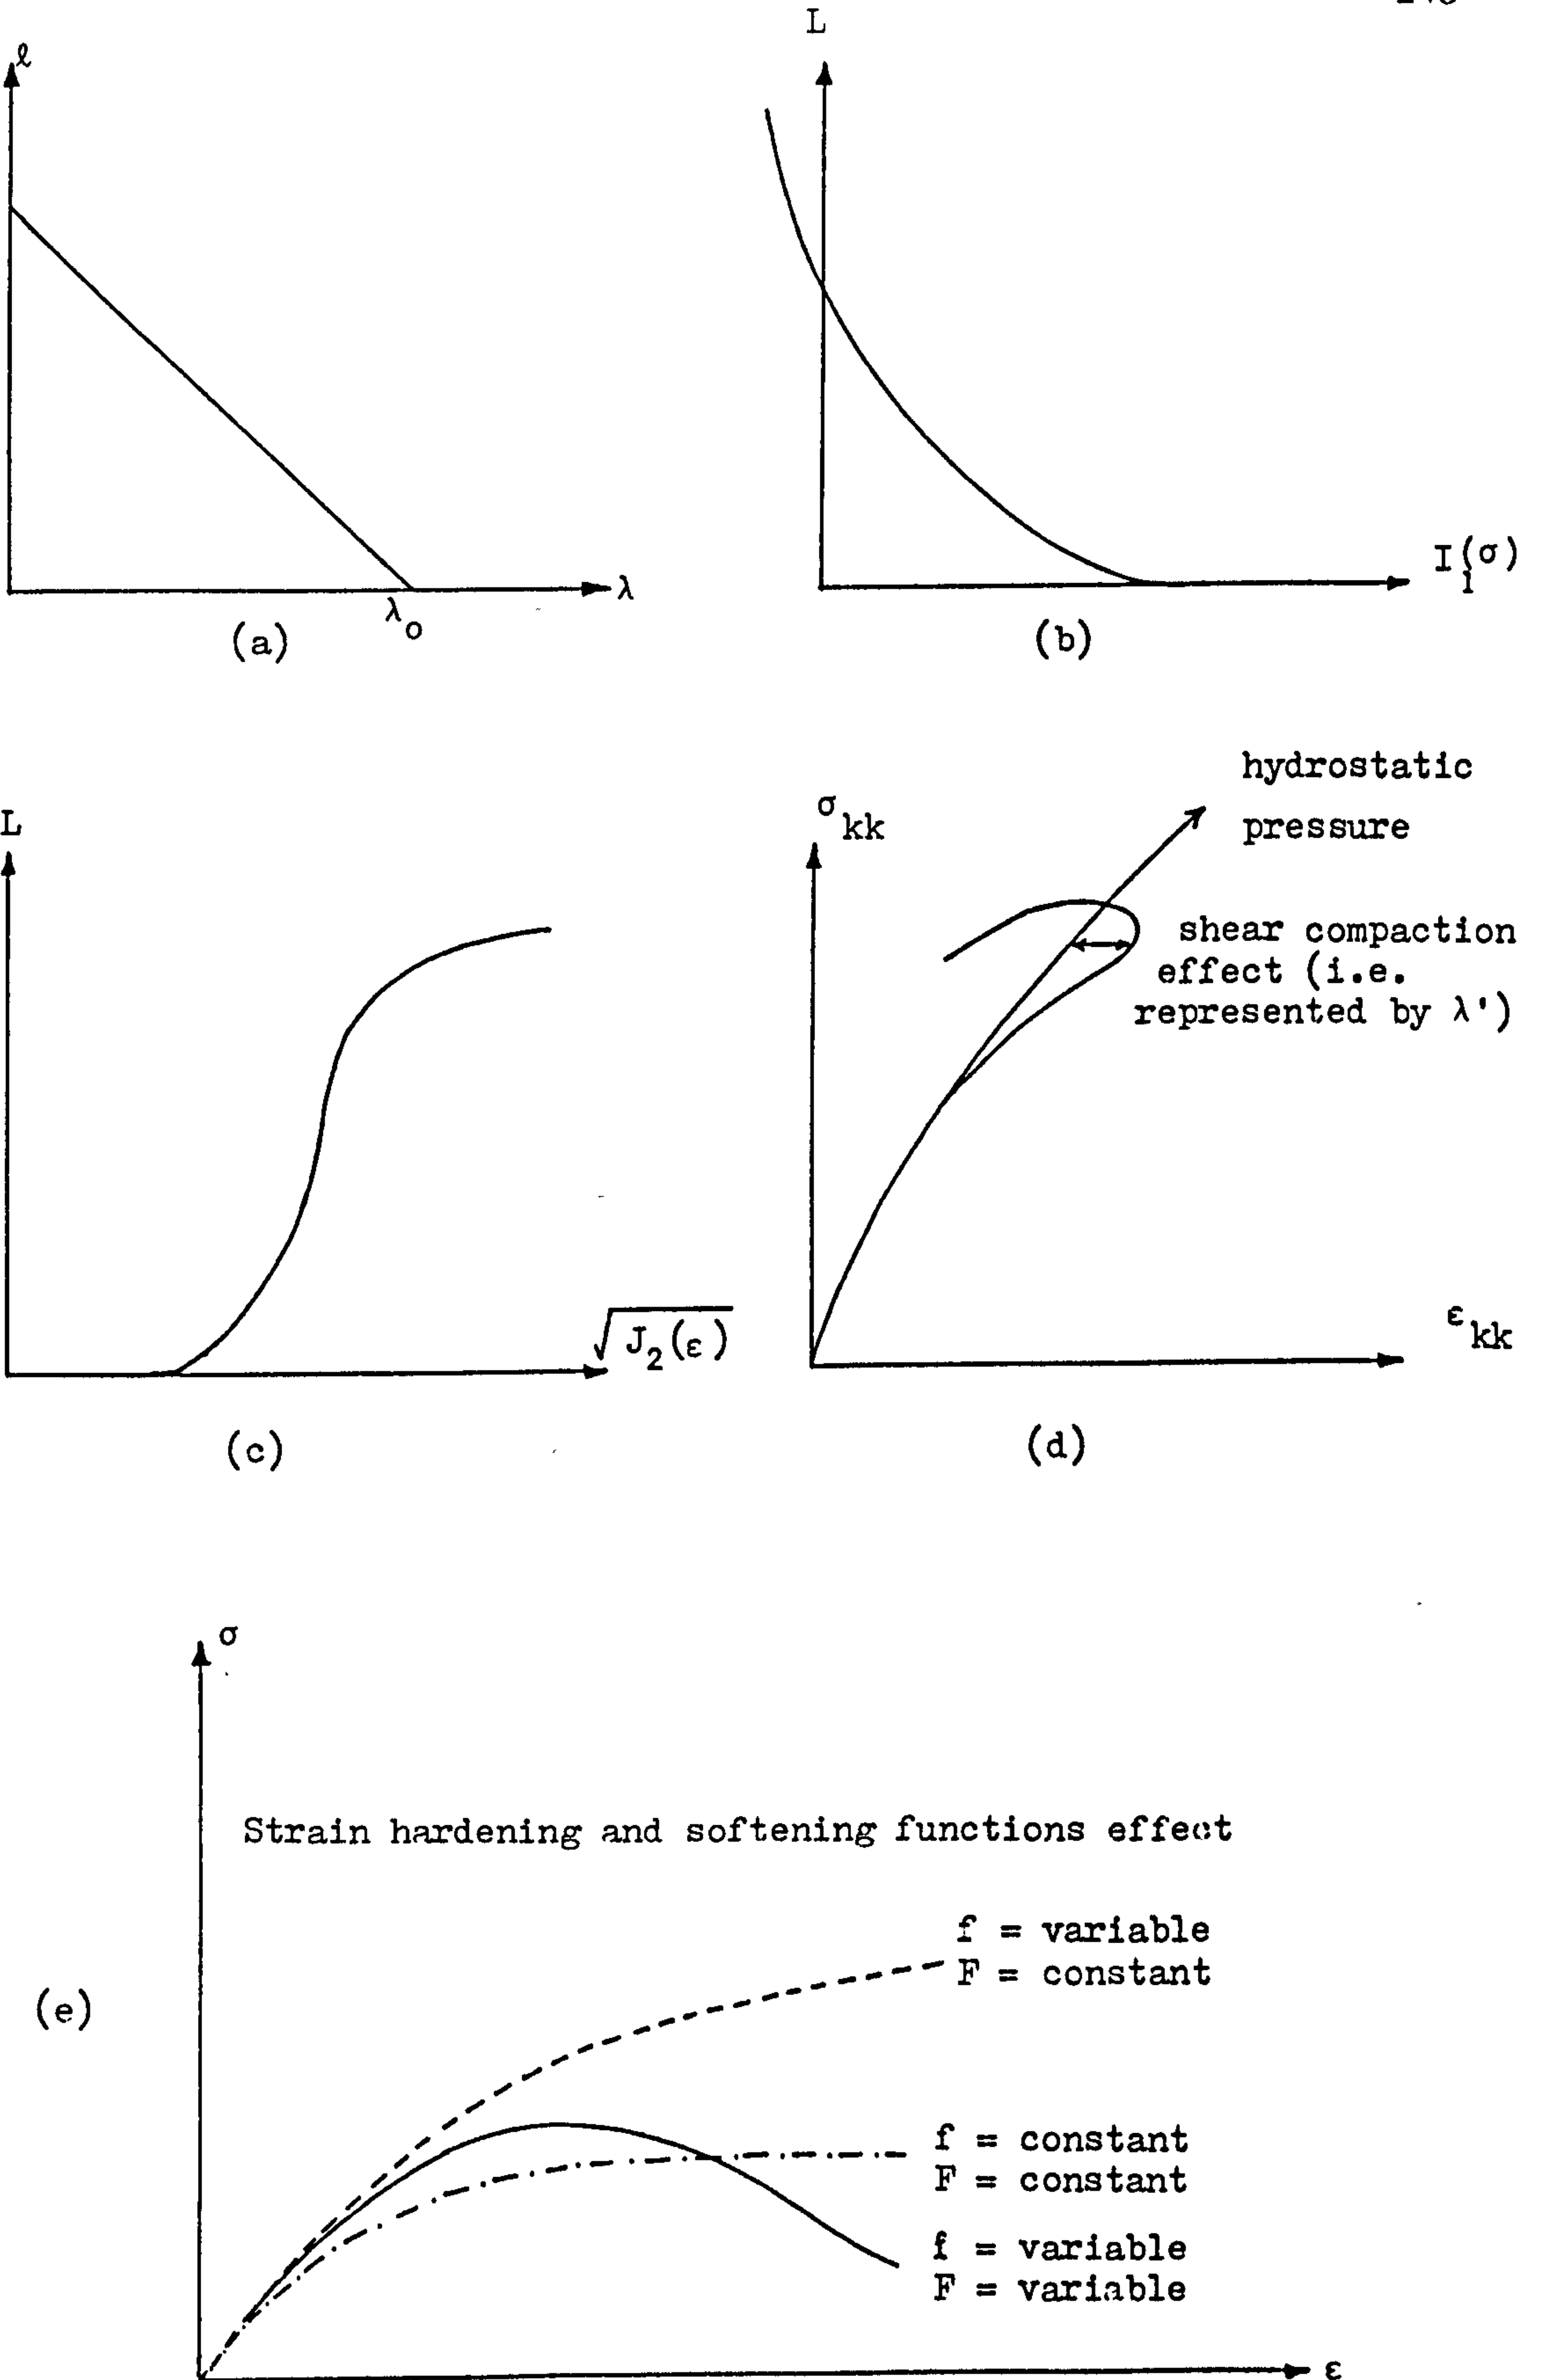 L
ℓ
λ
λo
(a)
I1(σ)
(b)
L
√J2(ε)
(c)
hydrostatic
pressure
σkk
shear compaction
effect (i.e.
represented by λ')
εkk
(d)
σ
Strain hardening and softening functions effect
f = variable
F = constant
(e)
f = constant
F = constant
f = variable
F = variable
ε